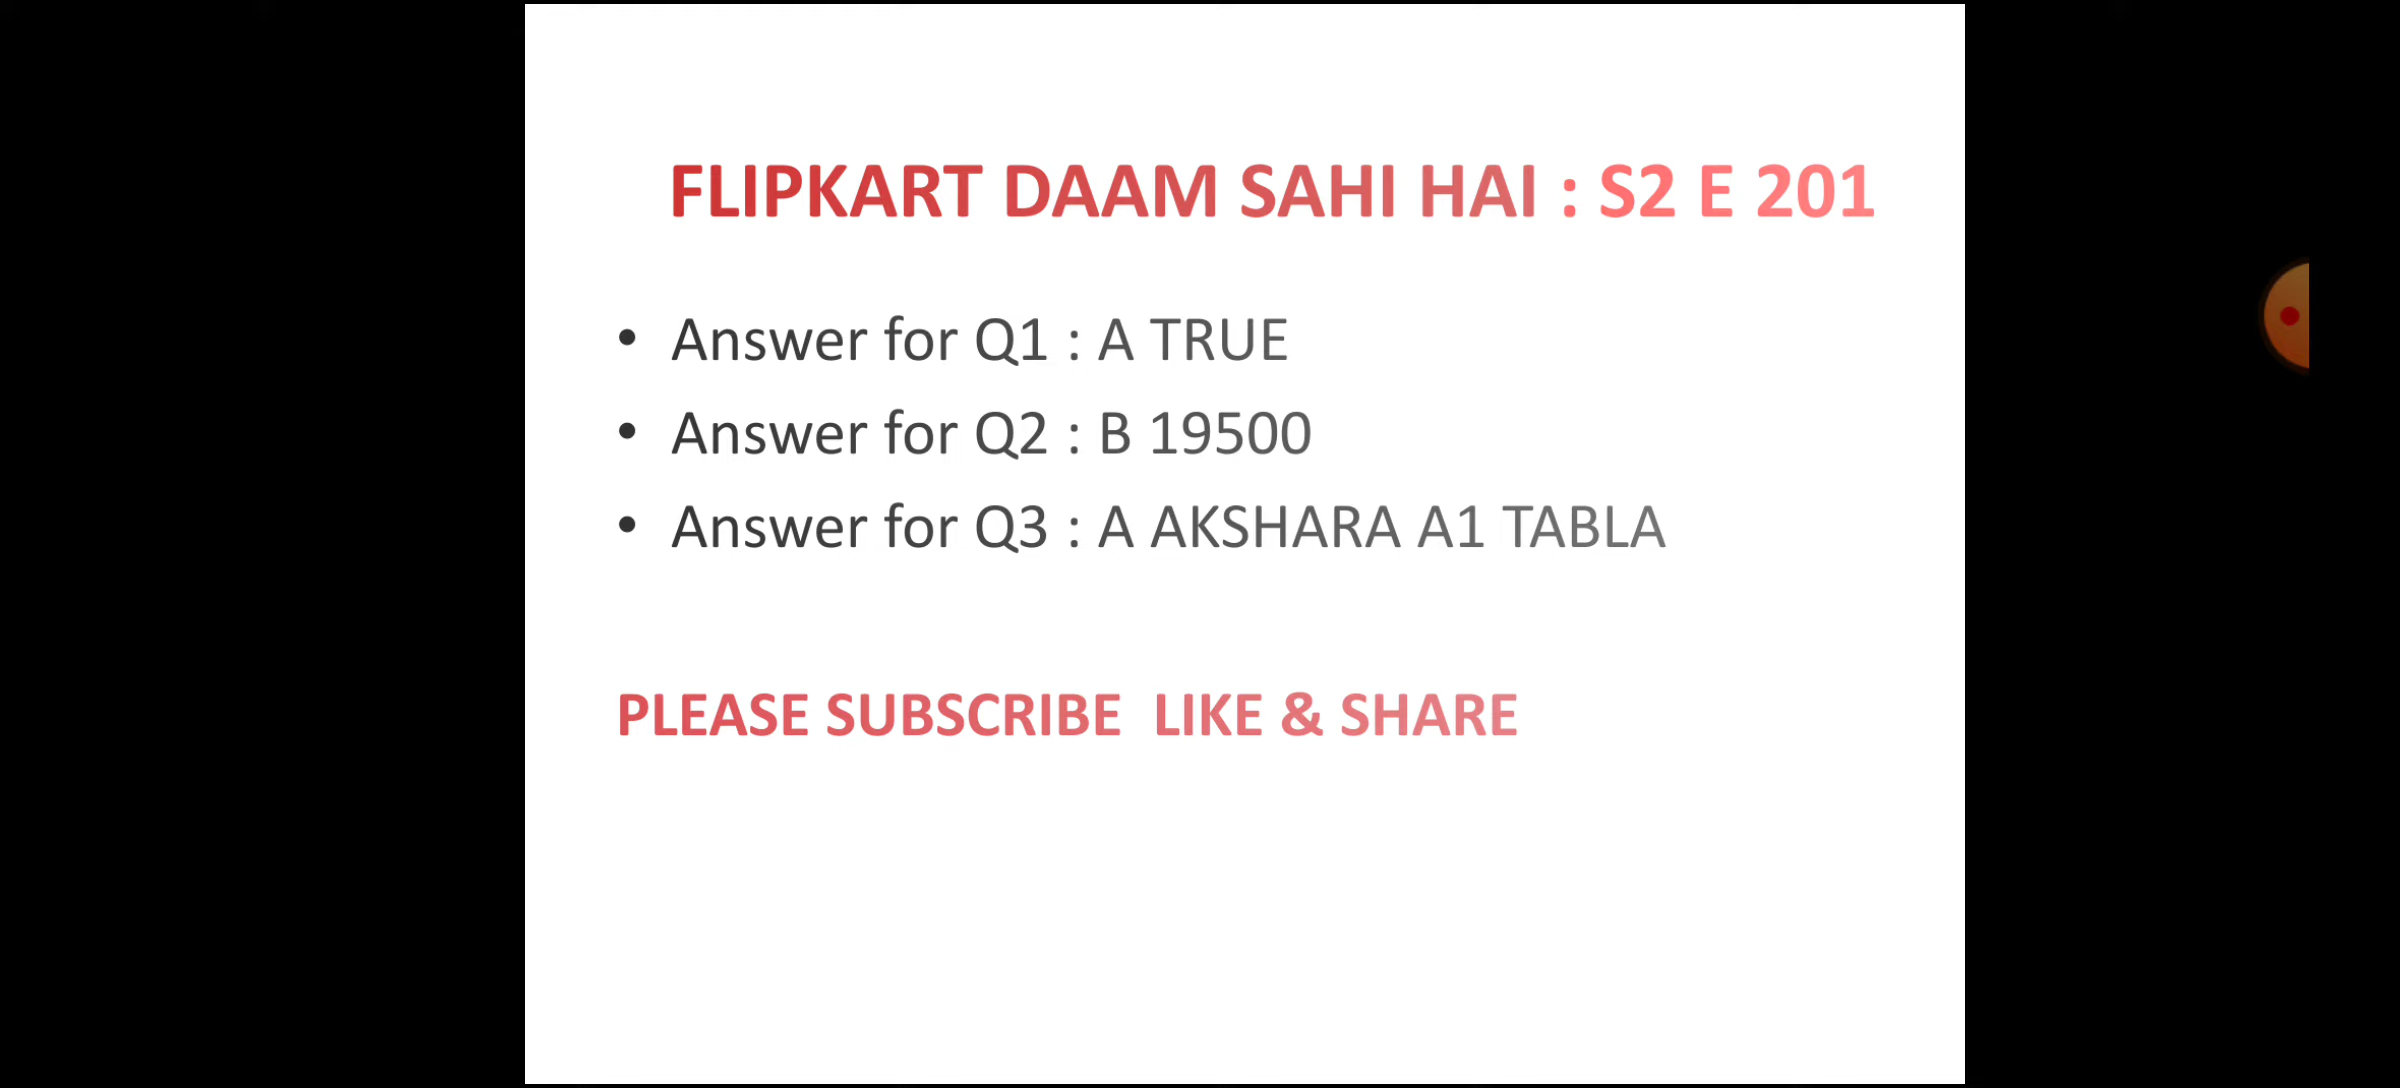 FLIPKART DAAM SAHI HAI : S2 E 201
• Answer for Q1 : A TRUE
• Answer for Q2 : B 19500
• Answer for Q3 : A AKSHARA A1 TABLA
PLEASE SUBSCRIBE  LIKE & SHARE